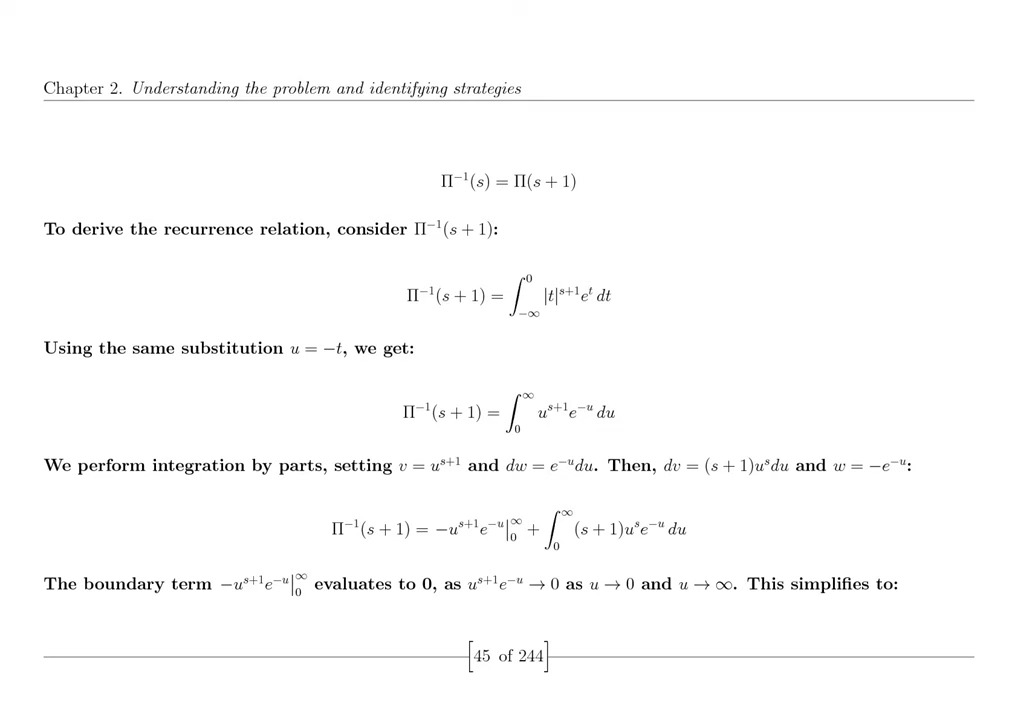 Chapter 2. Understanding the problem and identifying strategies
Π⁻¹(s) = Π(s + 1)
To derive the recurrence relation, consider Π⁻¹(s + 1):
Π⁻¹(s + 1) = ∫_{−∞}^{0} |t|^{s+1} e^{t} dt
Using the same substitution u = −t, we get:
Π⁻¹(s + 1) = ∫_{0}^{∞} u^{s+1} e^{−u} du
We perform integration by parts, setting v = u^{s+1} and dw = e^{−u}du. Then, dv = (s + 1)u^{s}du and w = −e^{−u}:
Π⁻¹(s + 1) = −u^{s+1}e^{−u}|_{0}^{∞} + ∫_{0}^{∞} (s + 1)u^{s}e^{−u} du
The boundary term −u^{s+1}e^{−u}|_{0}^{∞} evaluates to 0, as u^{s+1}e^{−u} → 0 as u → 0 and u → ∞. This simplifies to:
[45 of 244]